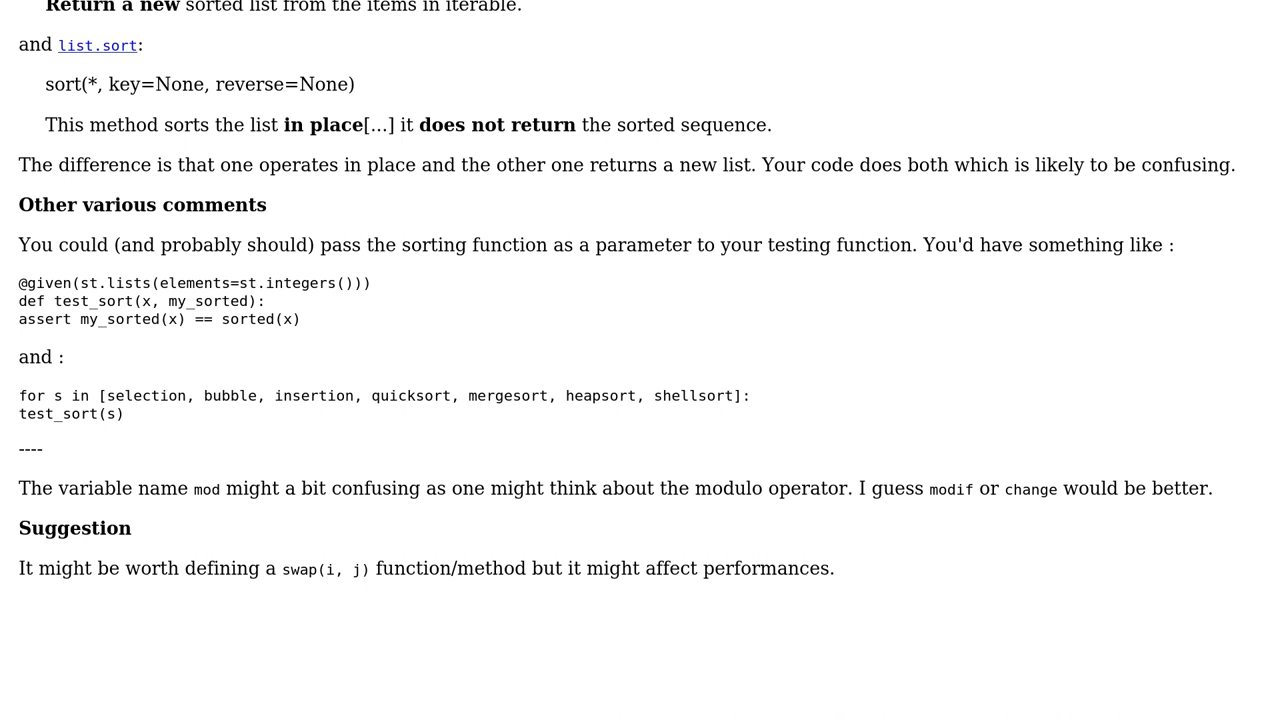 Return a new sorted list from the items in iterable.
and list.sort:
sort(*, key=None, reverse=None)
This method sorts the list in place[...] it does not return the sorted sequence.
The difference is that one operates in place and the other one returns a new list. Your code does both which is likely to be confusing.
Other various comments
You could (and probably should) pass the sorting function as a parameter to your testing function. You'd have something like :
@given(st.lists(elements=st.integers()))
def test_sort(x, my_sorted):
assert my_sorted(x) == sorted(x)
and :
for s in [selection, bubble, insertion, quicksort, mergesort, heapsort, shellsort]:
test_sort(s)
----
The variable name mod might a bit confusing as one might think about the modulo operator. I guess modif or change would be better.
Suggestion
It might be worth defining a swap(i, j) function/method but it might affect performances.